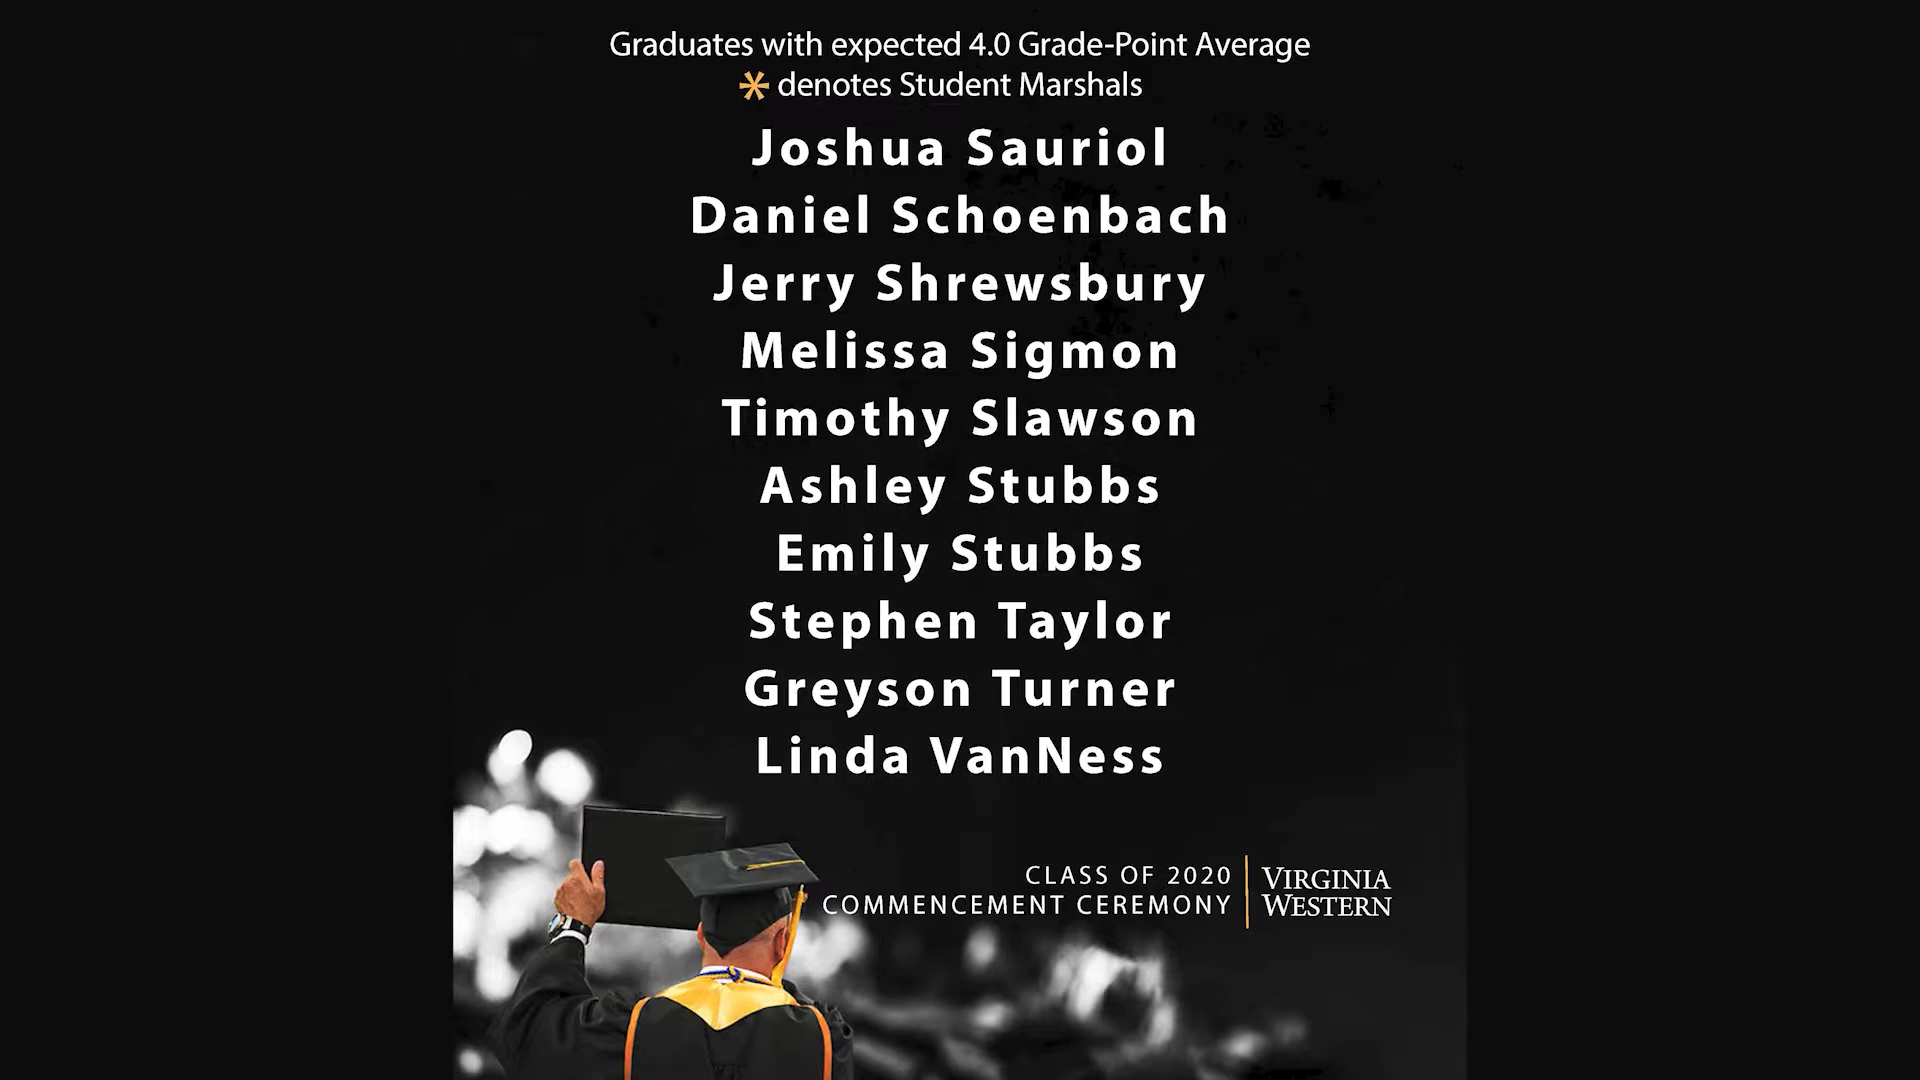 Graduates with expected 4.0 Grade-Point Average
* denotes Student Marshals
Joshua Sauriol
Daniel Schoenbach
Jerry Shrewsbury
Melissa Sigmon
Timothy Slawson
Ashley Stubbs
Emily Stubbs
Stephen Taylor
Greyson Turner
Linda VanNess
CLASS OF 2020
COMMENCEMENT CEREMONY
VIRGINIA
WESTERN